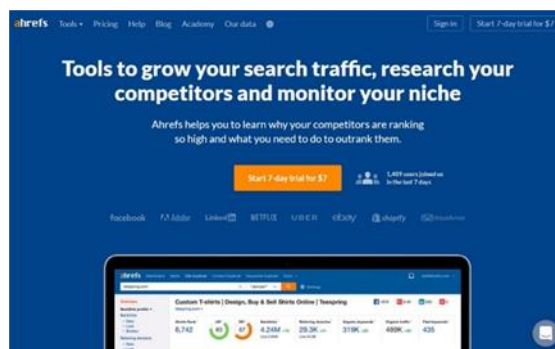 ahrefs Tools Pricing Help Blog Academy Our data Sign in Start 7-day trial for $7
Tools to grow your search traffic, research your
competitors and monitor your niche
Ahrefs helps you to learn why your competitors are ranking
so high and what you need to do to outrank them.
Start 7-day trial for $7
1,489 users joined us
in the last 7 days
facebook Adobe LinkedIn NETFLIX UBER eBay shopify tripadvisor
ahrefs
Custom T-shirts | Design, Buy & Sell Shirts Online | Teespring
6,742 83 67 4.24M 29.3K 319K 489K 435